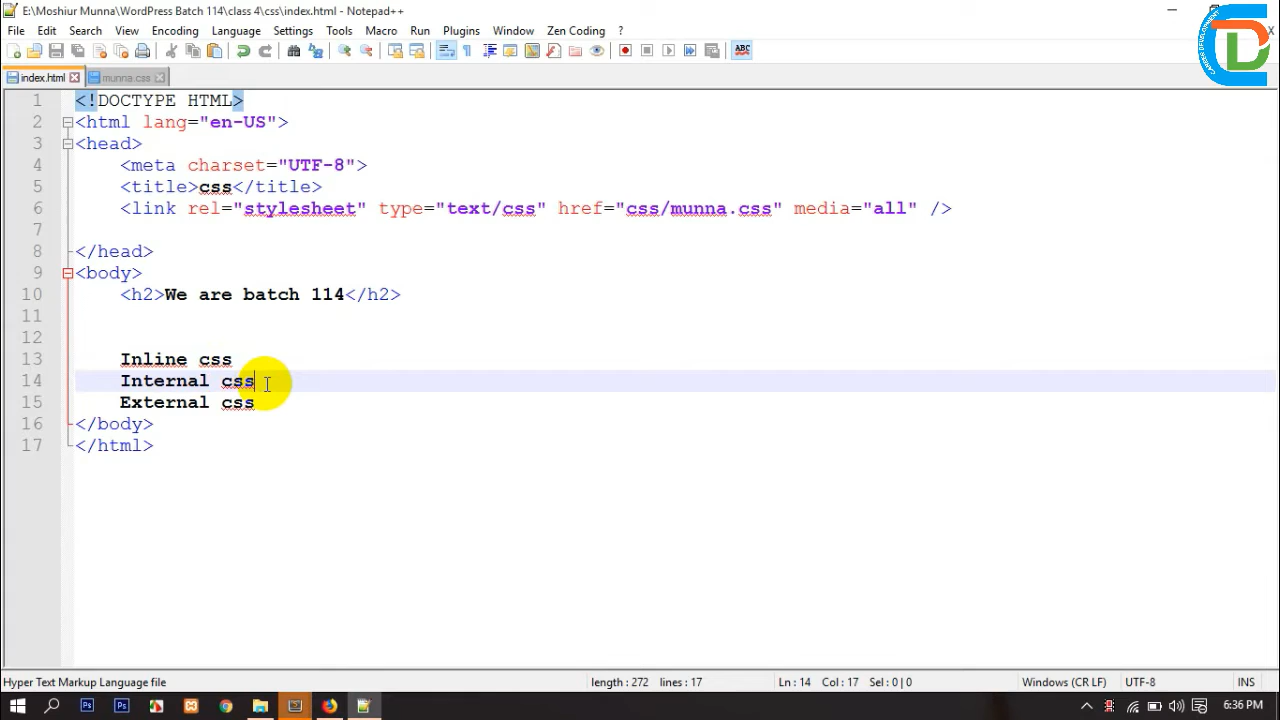 E:\Moshiur Munna\WordPress Batch 114\class 4\css\index.html - Notepad++
File Edit Search View Encoding Language Settings Tools Macro Run Plugins Window Zen Coding ?
ABC
index.html munna.css
1 <!DOCTYPE HTML>
2 <html lang="en-US">
3 <head>
4 <meta charset="UTF-8">
5 <title>css</title>
6 <link rel="stylesheet" type="text/css" href="css/munna.css" media="all" />
7
8 </head>
9 <body>
10 <h2>We are batch 114</h2>
11
12
13 Inline css
14 Internal css
15 External css
16 </body>
17 </html>
Hyper Text Markup Language file length : 272 lines : 17 Ln : 14 Col : 17 Sel : 0 | 0 Windows (CR LF) UTF-8 INS
6:36 PM